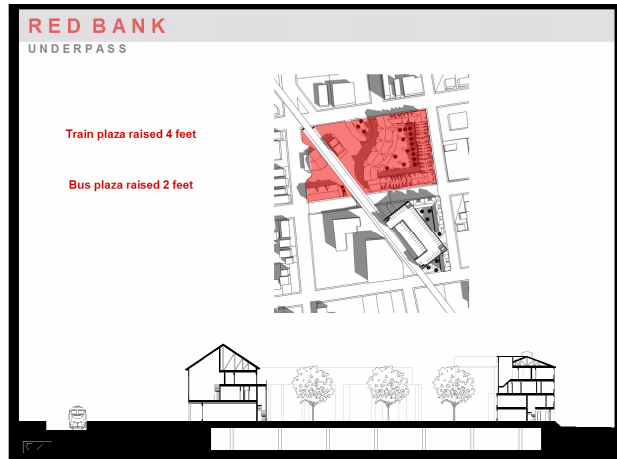 RED BANK
UNDERPASS
Train plaza raised 4 feet
Bus plaza raised 2 feet